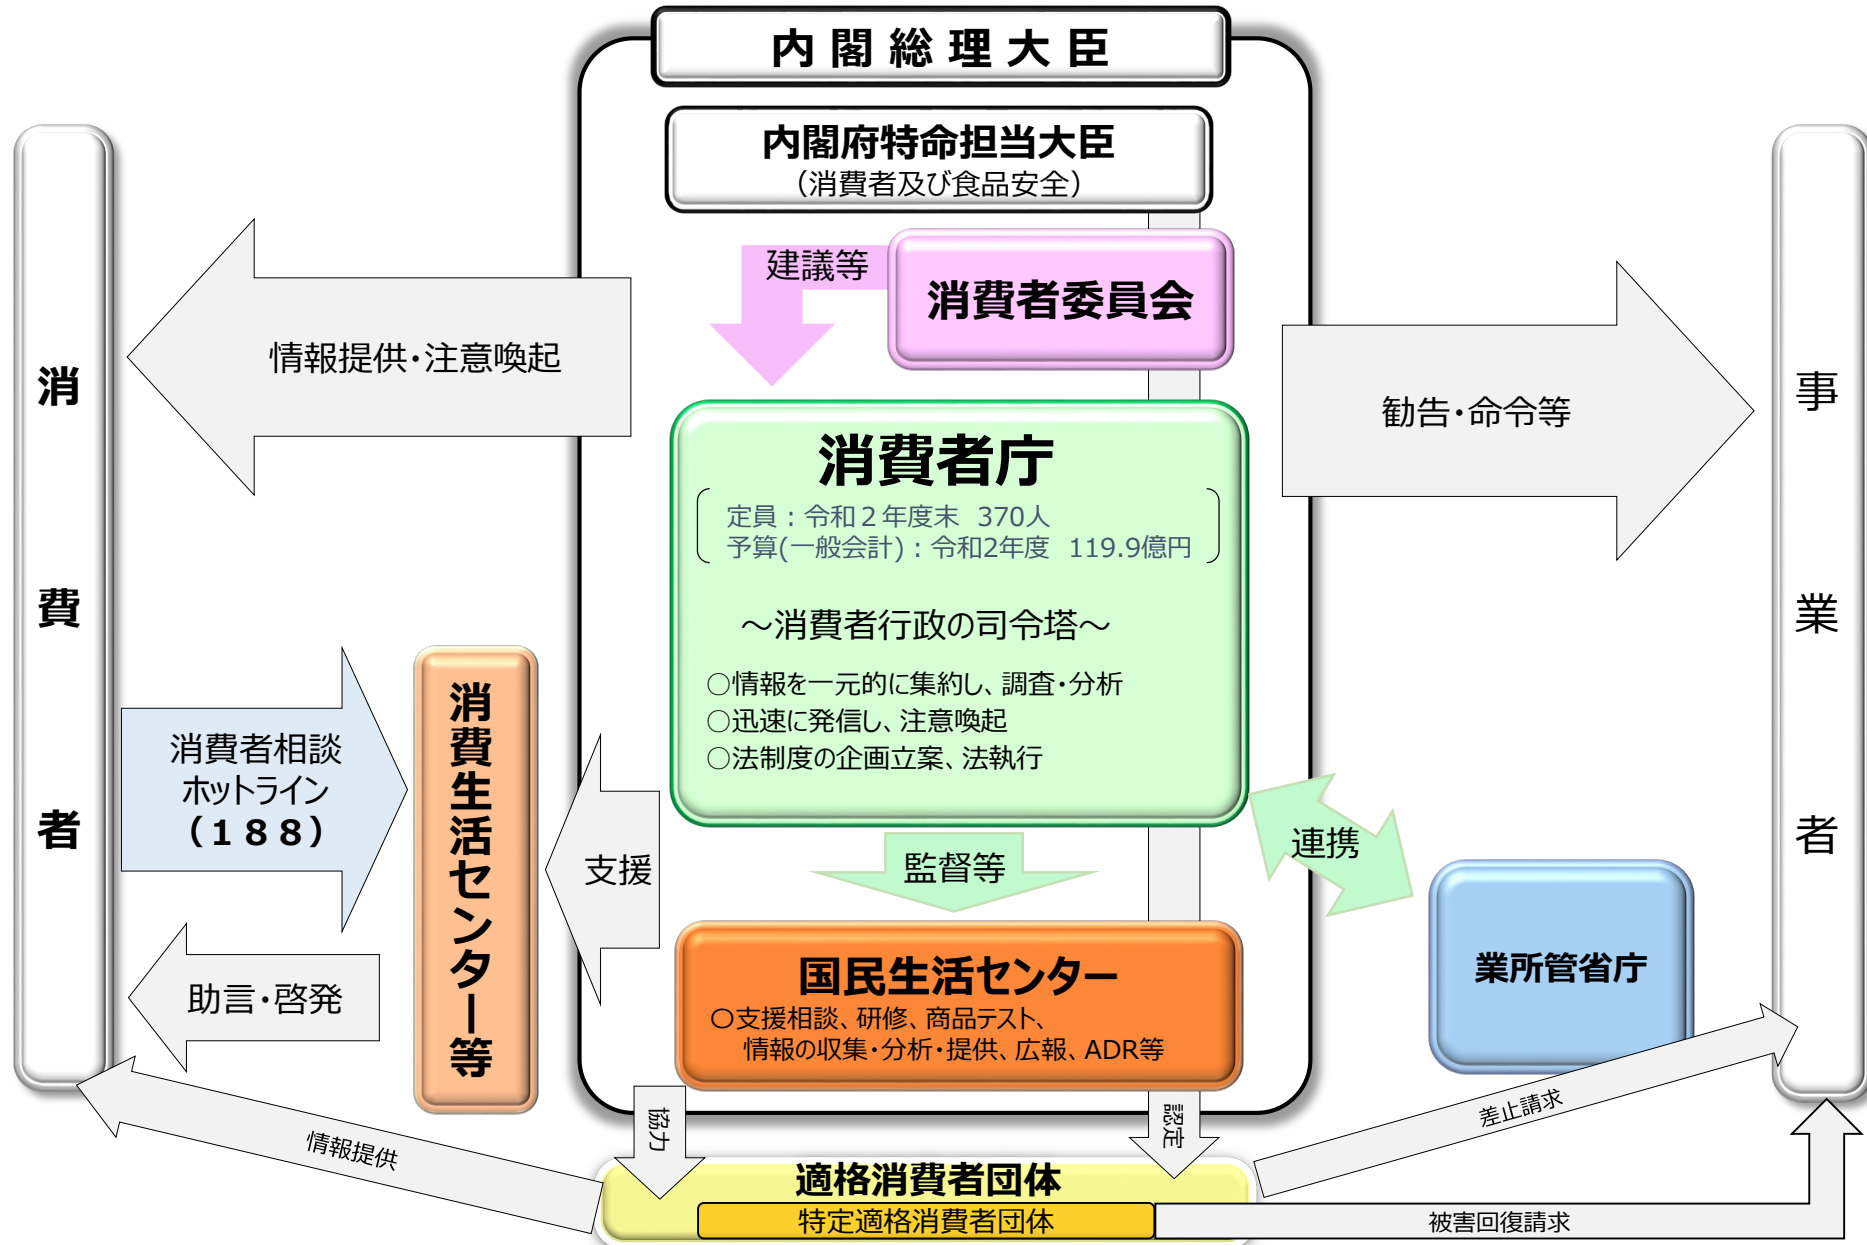 内閣総理大臣
内閣府特命担当大臣
（消費者及び食品安全）
建議等
消費者委員会
情報提供・注意喚起
勧告・命令等
消費者
事業者
消費者庁
定員：令和２年度末 370人
予算(一般会計)：令和2年度 119.9億円
～消費者行政の司令塔～
○情報を一元的に集約し、調査・分析
○迅速に発信し、注意喚起
○法制度の企画立案、法執行
消費者相談
ホットライン
（１８８）
消費生活センター等
支援
監督等
連携
助言・啓発
国民生活センター
○支援相談、研修、商品テスト、
情報の収集・分析・提供、広報、ADR等
業所管省庁
協力
認定
差止請求
情報提供
適格消費者団体
特定適格消費者団体
被害回復請求